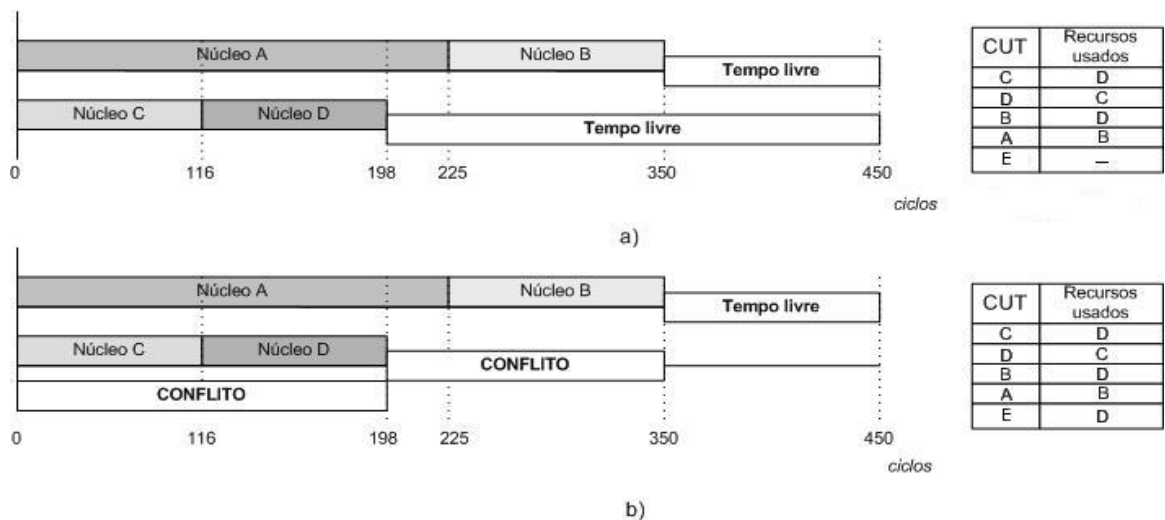 Núcleo A Núcleo B
Tempo livre
Núcleo C Núcleo D
Tempo livre
0 116 198 225 350 450
ciclos
CUT Recursos usados
C D
D C
B D
A B
E –
a)
Núcleo A Núcleo B
Tempo livre
Núcleo C Núcleo D
CONFLITO
CONFLITO
0 116 198 225 350 450
ciclos
CUT Recursos usados
C D
D C
B D
A B
E D
b)